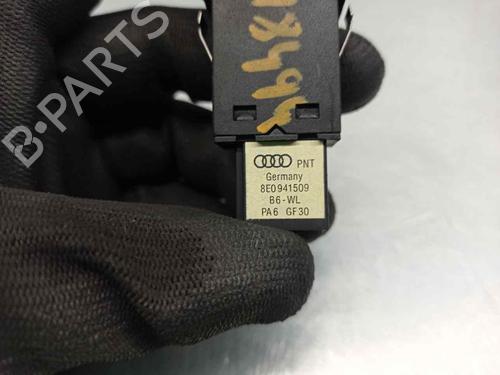 PNT
Germany
8E0941509
B6-WL
PA6 GF30
B-PARTS